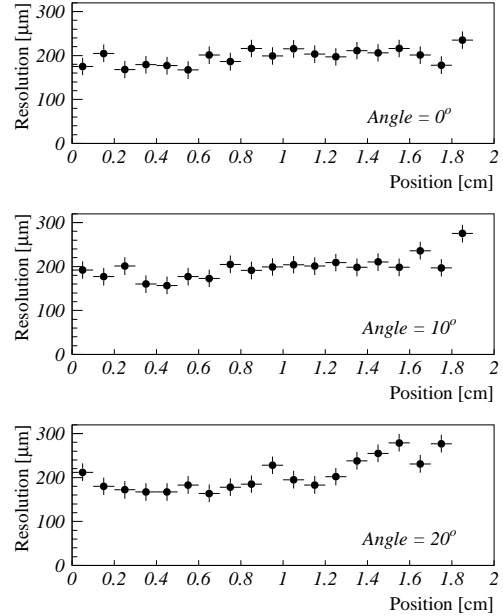 Resolution [μm]
300
200
100
0
Angle = 0°
0 0.2 0.4 0.6 0.8 1 1.2 1.4 1.6 1.8 2
Position [cm]
Resolution [μm]
300
200
100
0
Angle = 10°
0 0.2 0.4 0.6 0.8 1 1.2 1.4 1.6 1.8 2
Position [cm]
Resolution [μm]
300
200
100
0
Angle = 20°
0 0.2 0.4 0.6 0.8 1 1.2 1.4 1.6 1.8 2
Position [cm]